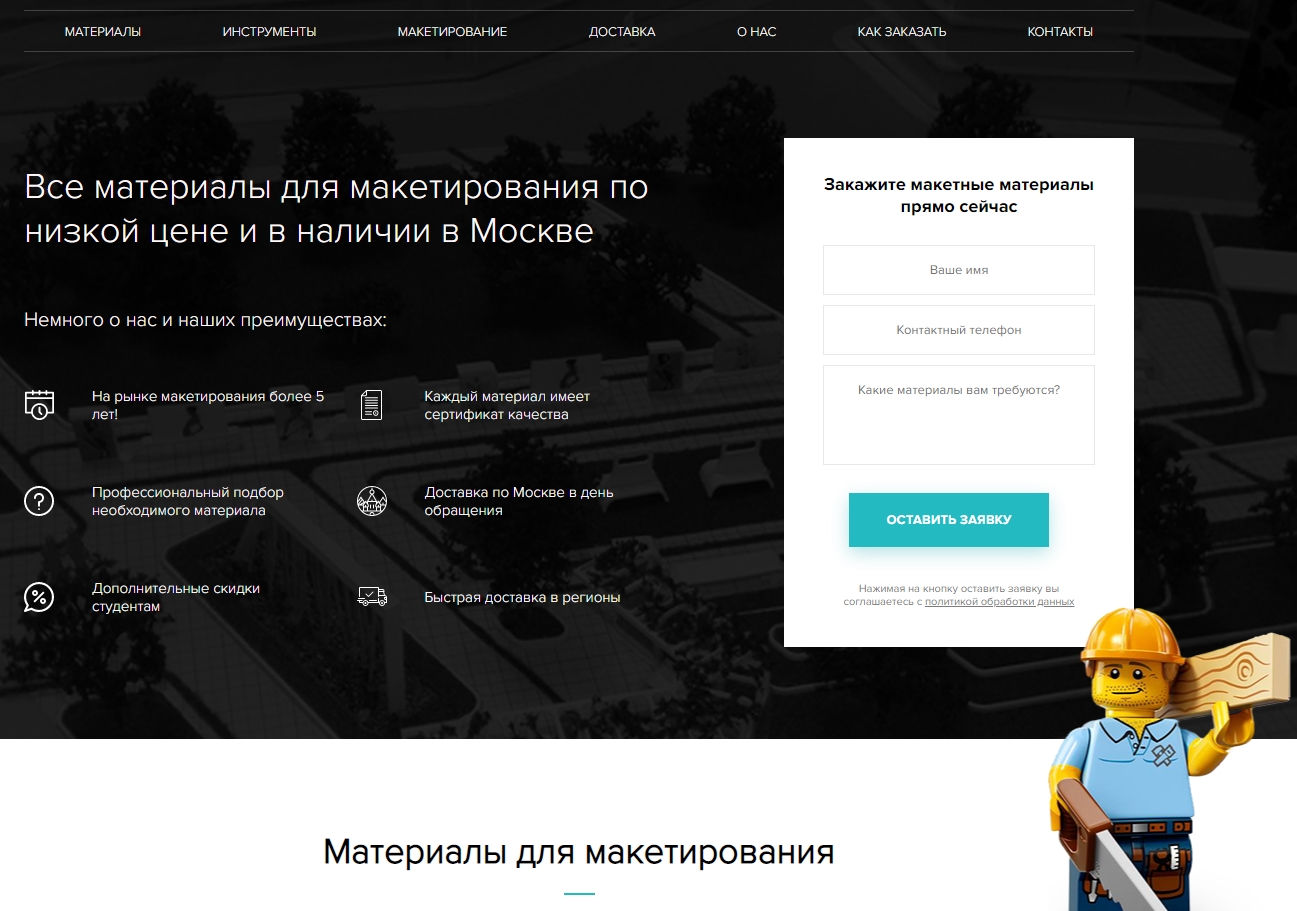 МАТЕРИАЛЫ ИНСТРУМЕНТЫ МАКЕТИРОВАНИЕ ДОСТАВКА О НАС КАК ЗАКАЗАТЬ КОНТАКТЫ
Все материалы для макетирования по
низкой цене и в наличии в Москве
Немного о нас и наших преимуществах:
На рынке макетирования более 5
лет!
Каждый материал имеет
сертификат качества
Профессиональный подбор
необходимого материала
Доставка по Москве в день
обращения
Дополнительные скидки
студентам
Быстрая доставка в регионы
Закажите макетные материалы
прямо сейчас
Ваше имя
Контактный телефон
Какие материалы вам требуются?
ОСТАВИТЬ ЗАЯВКУ
Нажимая на кнопку оставить заявку вы
соглашаетесь с политикой обработки данных
Материалы для макетирования